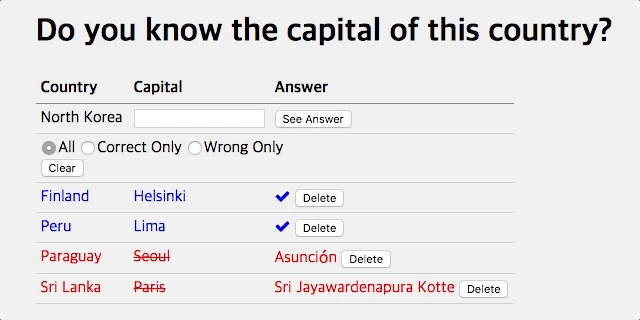 Do you know the capital of this country?
Country Capital Answer
North Korea See Answer
All Correct Only Wrong Only
Clear
Finland Helsinki Delete
Peru Lima Delete
Paraguay Seoul Asunción Delete
Sri Lanka Paris Sri Jayawardenapura Kotte Delete